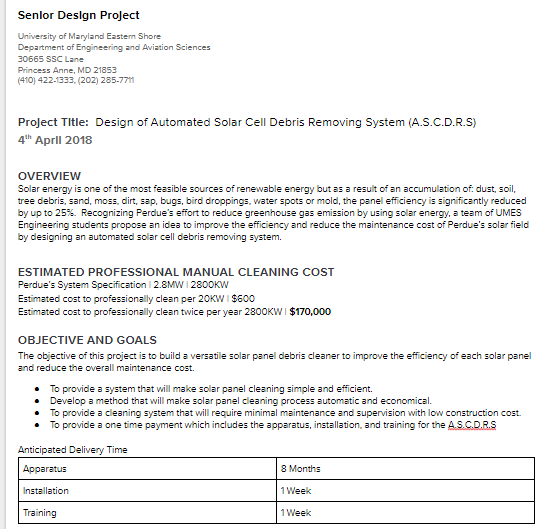 Senior Design Project
University of Maryland Eastern Shore
Department of Engineering and Aviation Sciences
30665 SSC Lane
Princess Anne, MD 21853
(410) 422-1333, (202) 285-7711
Project Title: Design of Automated Solar Cell Debris Removing System (A.S.C.D.R.S)
4th April 2018
OVERVIEW
Solar energy is one of the most feasible sources of renewable energy but as a result of an accumulation of: dust, soil,
tree debris, sand, moss, dirt, sap, bugs, bird droppings, water spots or mold, the panel efficiency is significantly reduced
by up to 25%. Recognizing Perdue's effort to reduce greenhouse gas emission by using solar energy, a team of UMES
Engineering students propose an idea to improve the efficiency and reduce the maintenance cost of Perdue's solar field
by designing an automated solar cell debris removing system.
ESTIMATED PROFESSIONAL MANUAL CLEANING COST
Perdue's System Specification | 2.8MW | 2800KW
Estimated cost to professionally clean per 20KW | $600
Estimated cost to professionally clean twice per year 2800KW | $170,000
OBJECTIVE AND GOALS
The objective of this project is to build a versatile solar panel debris cleaner to improve the efficiency of each solar panel
and reduce the overall maintenance cost.
• To provide a system that will make solar panel cleaning simple and efficient.
• Develop a method that will make solar panel cleaning process automatic and economical.
• To provide a cleaning system that will require minimal maintenance and supervision with low construction cost.
• To provide a one time payment which includes the apparatus, installation, and training for the A.S.C.D.R.S
Anticipated Delivery Time
Apparatus 8 Months
Installation 1 Week
Training 1 Week